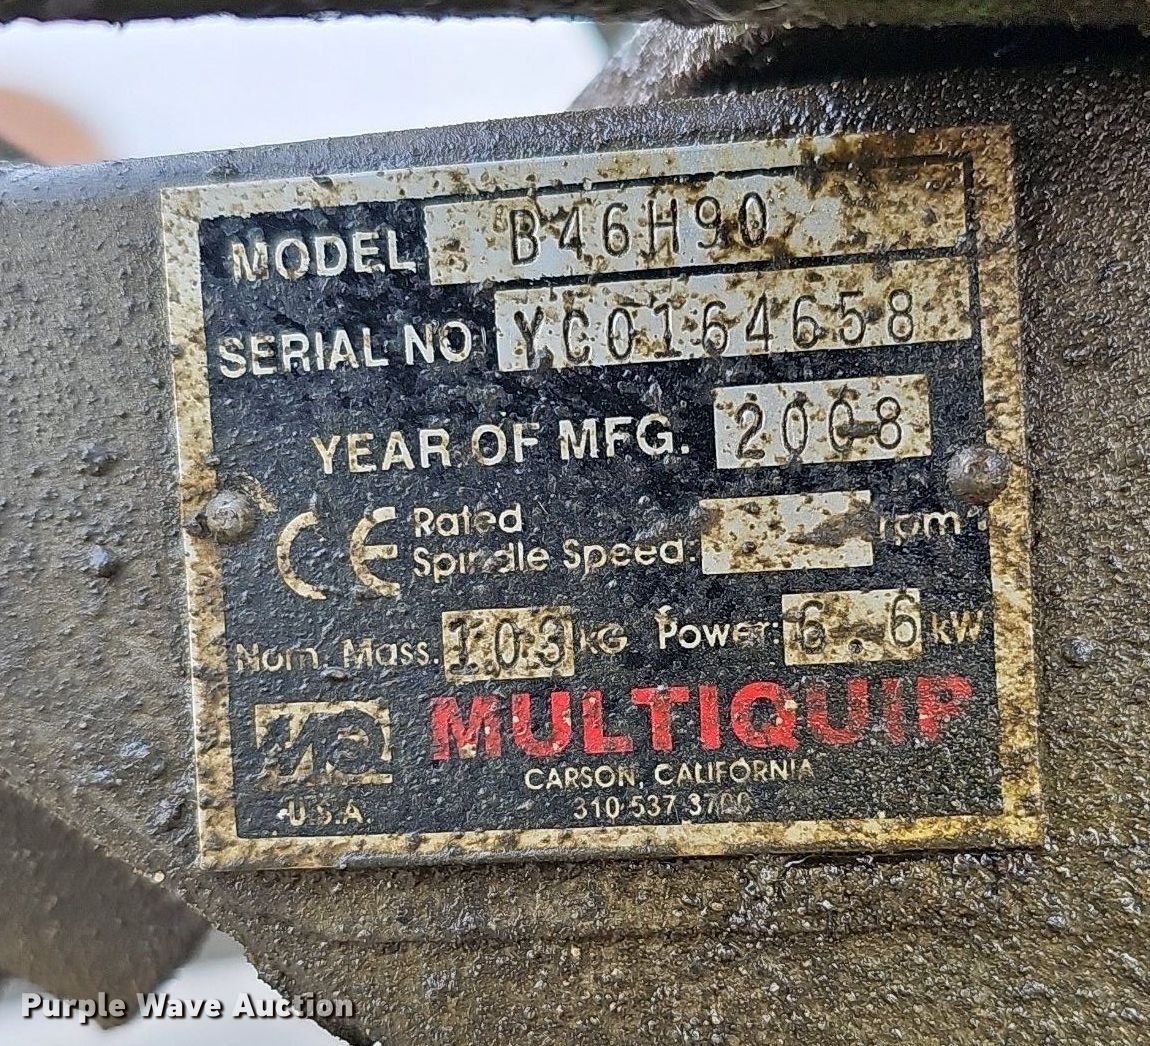 MODEL B46H90
SERIAL NO YC0164658
YEAR OF MFG. 2008
CE Rated
Spindle Speed: rpm
Nom. Mass. 103 KG Power: 6.6 kW
MQ MULTIQUIP
CARSON, CALIFORNIA
U.S.A. 310 537 3700
Purple Wave Auction